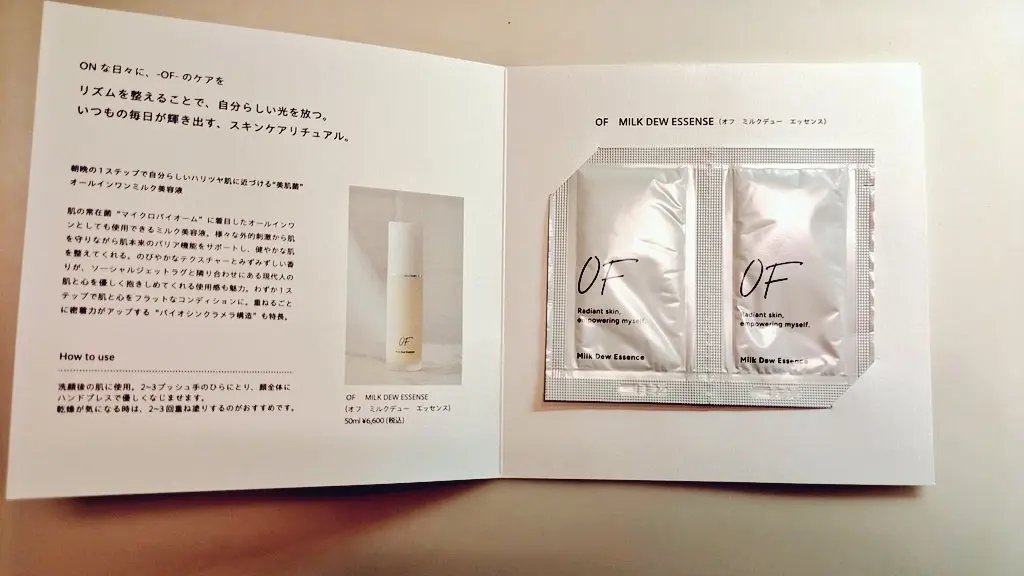 ONな日々に、-OF-のケアを
リズムを整えることで、自分らしい光を放つ。
いつもの毎日が輝き出す、スキンケアリチュアル。
朝晩の1ステップで自分らしいハリツヤ肌に近づける"美肌菌"
オールインワンミルク美容液
肌の常在菌"マイクロバイオーム"に着目したオールインワ
ンとしても使用できるミルク美容液。様々な外的刺激から肌
を守りながら肌本来のバリア機能をサポートし、健やかな肌
を整えてくれる。のびやかなテクスチャーとみずみずしい香
りが、ソーシャルジェットラグと隣り合わせにある現代人の
肌と心を優しく抱きしめてくれる使用感も魅力。わずか1ス
テップで肌と心をフラットなコンディションに。重ねるごと
に密着力がアップする"バイオシンクラメラ構造"も特長。
How to use
洗顔後の肌に使用。2~3プッシュ手のひらにとり、顔全体に
ハンドプレスで優しくなじませます。
乾燥が気になる時は、2~3回重ね塗りするのがおすすめです。
OF
Milk Dew Essence
OF MILK DEW ESSENSE
(オフ ミルクデュー エッセンス)
50ml ¥6,600(税込)
OF MILK DEW ESSENSE(オフ ミルクデュー エッセンス)
OF
Radiant skin,
empowering myself.
Milk Dew Essence
OF
Radiant skin,
empowering myself.
Milk Dew Essence